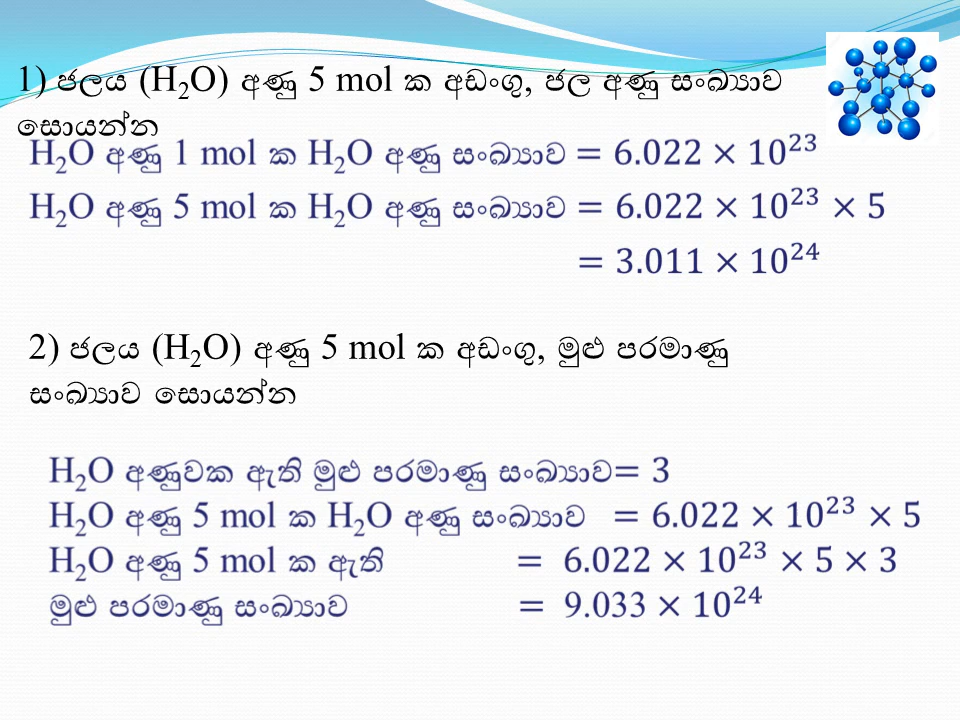 1) ජලය (H₂O) අණු 5 mol ක අඩංගු, ජල අණු සංඛ්‍යාව
සොයන්න
H₂O අණු 1 mol ක H₂O අණු සංඛ්‍යාව = 6.022 × 10²³
H₂O අණු 5 mol ක H₂O අණු සංඛ්‍යාව = 6.022 × 10²³ × 5
= 3.011 × 10²⁴
2) ජලය (H₂O) අණු 5 mol ක අඩංගු, මුළු පරමාණු
සංඛ්‍යාව සොයන්න
H₂O අණුවක ඇති මුළු පරමාණු සංඛ්‍යාව= 3
H₂O අණු 5 mol ක H₂O අණු සංඛ්‍යාව = 6.022 × 10²³ × 5
H₂O අණු 5 mol ක ඇති = 6.022 × 10²³ × 5 × 3
මුළු පරමාණු සංඛ්‍යාව = 9.033 × 10²⁴